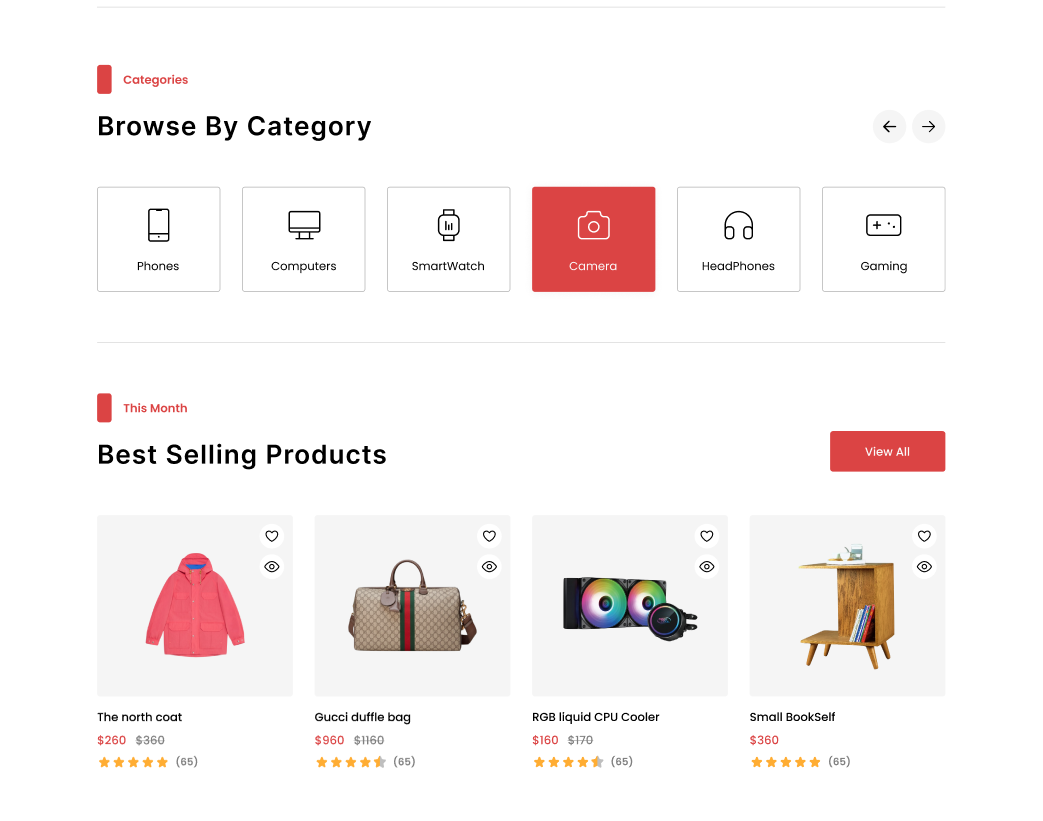 Categories
Browse By Category
Phones
Computers
SmartWatch
Camera
HeadPhones
Gaming
This Month
Best Selling Products
View All
The north coat
$260 $360
(65)
Gucci duffle bag
$960 $1160
(65)
RGB liquid CPU Cooler
$160 $170
(65)
Small BookSelf
$360
(65)